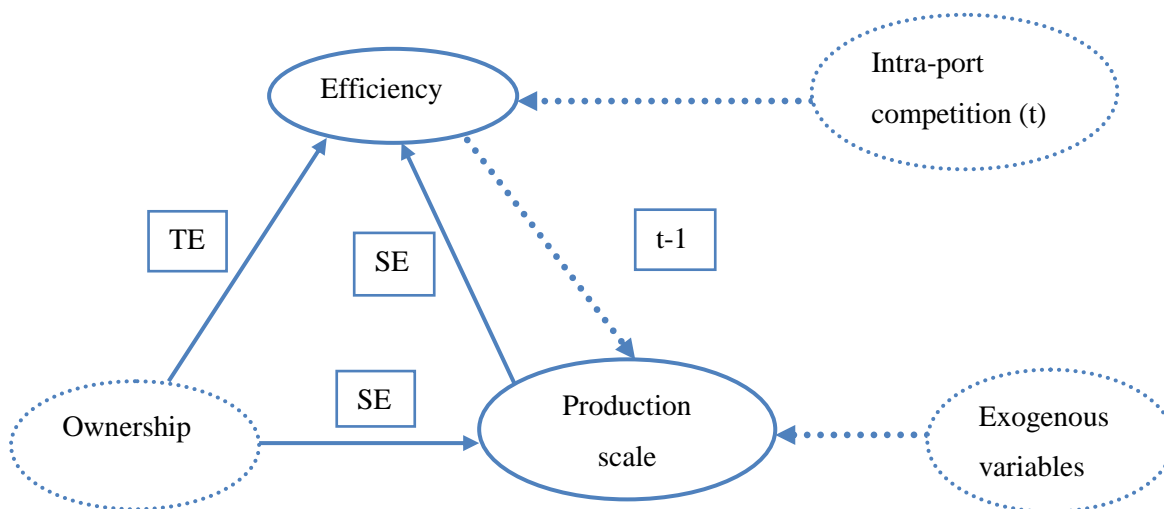 Efficiency
Intra-port
competition (t)
TE
SE
t-1
SE
Ownership
Production
scale
Exogenous
variables